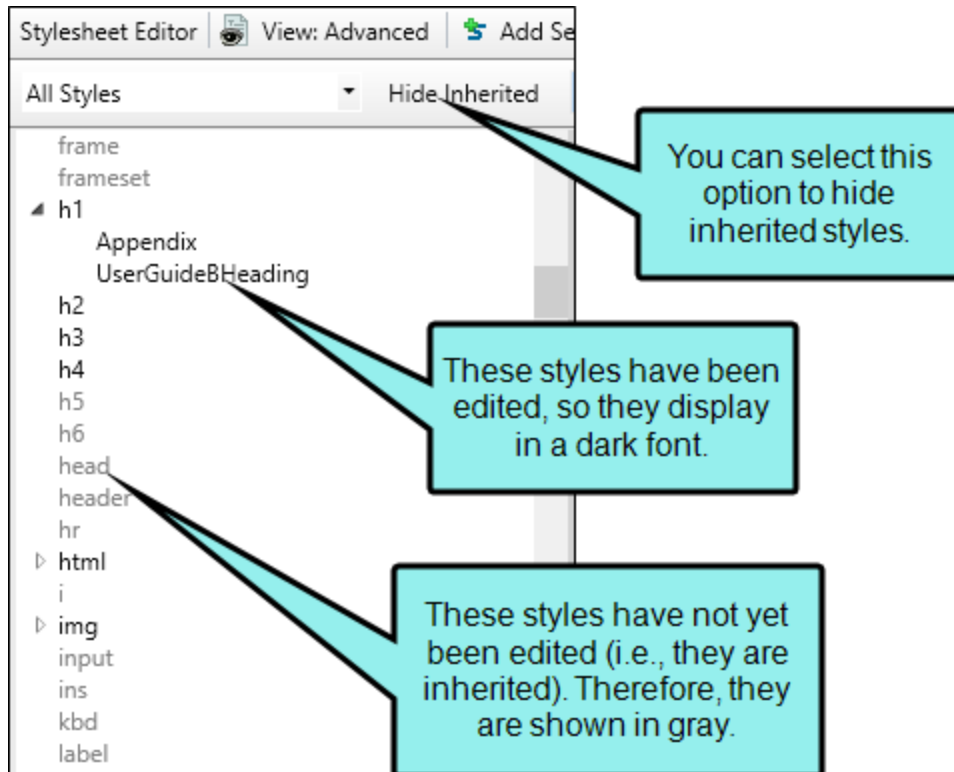 Stylesheet Editor View: Advanced Add Se
All Styles Hide Inherited
frame
frameset
h1
Appendix
UserGuideBHeading
h2
h3
h4
h5
h6
head
header
hr
html
i
img
input
ins
kbd
label
You can select this
option to hide
inherited styles.
These styles have been
edited, so they display
in a dark font.
These styles have not yet
been edited (i.e., they are
inherited). Therefore, they
are shown in gray.